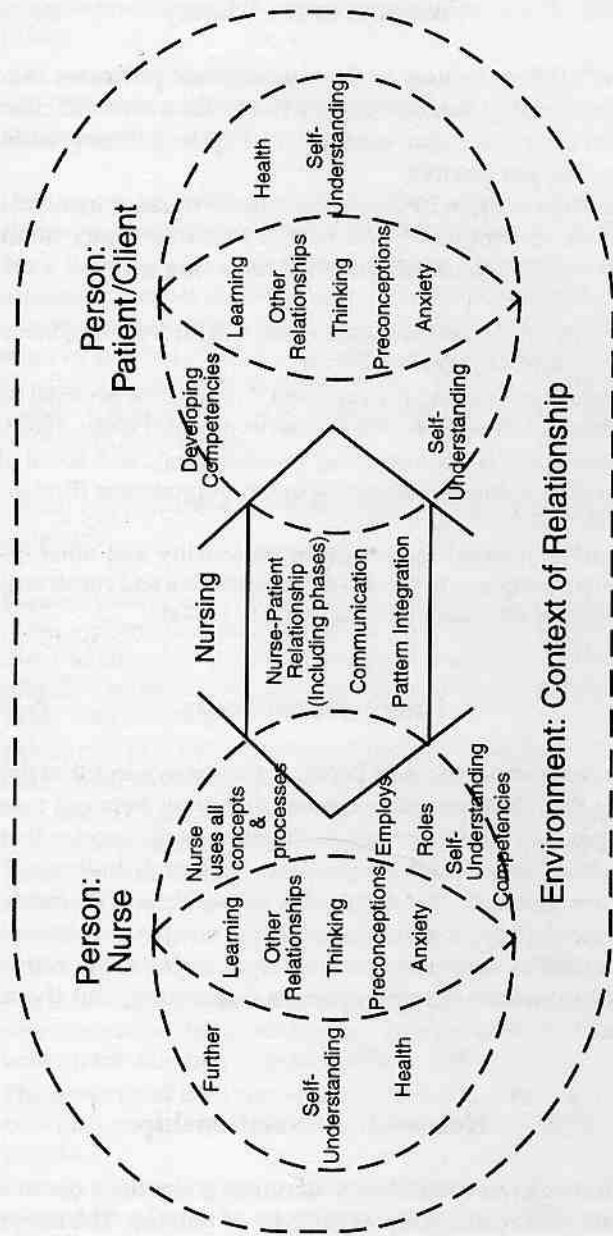 Person:
Nurse
Further
Self-
Understanding
Health
Learning
Other
Relationships
Thinking
Preconceptions
Anxiety
Nurse
uses all
concepts
&
processes
Employs
Roles
Self-
Understanding
Competencies
Nursing
Nurse-Patient
Relationship
(Including phases)
Communication
Pattern Integration
Person:
Patient/Client
Developing
Competencies
Self-
Understanding
Learning
Other
Relationships
Thinking
Preconceptions
Anxiety
Health
Self-
Understanding
Environment: Context of Relationship